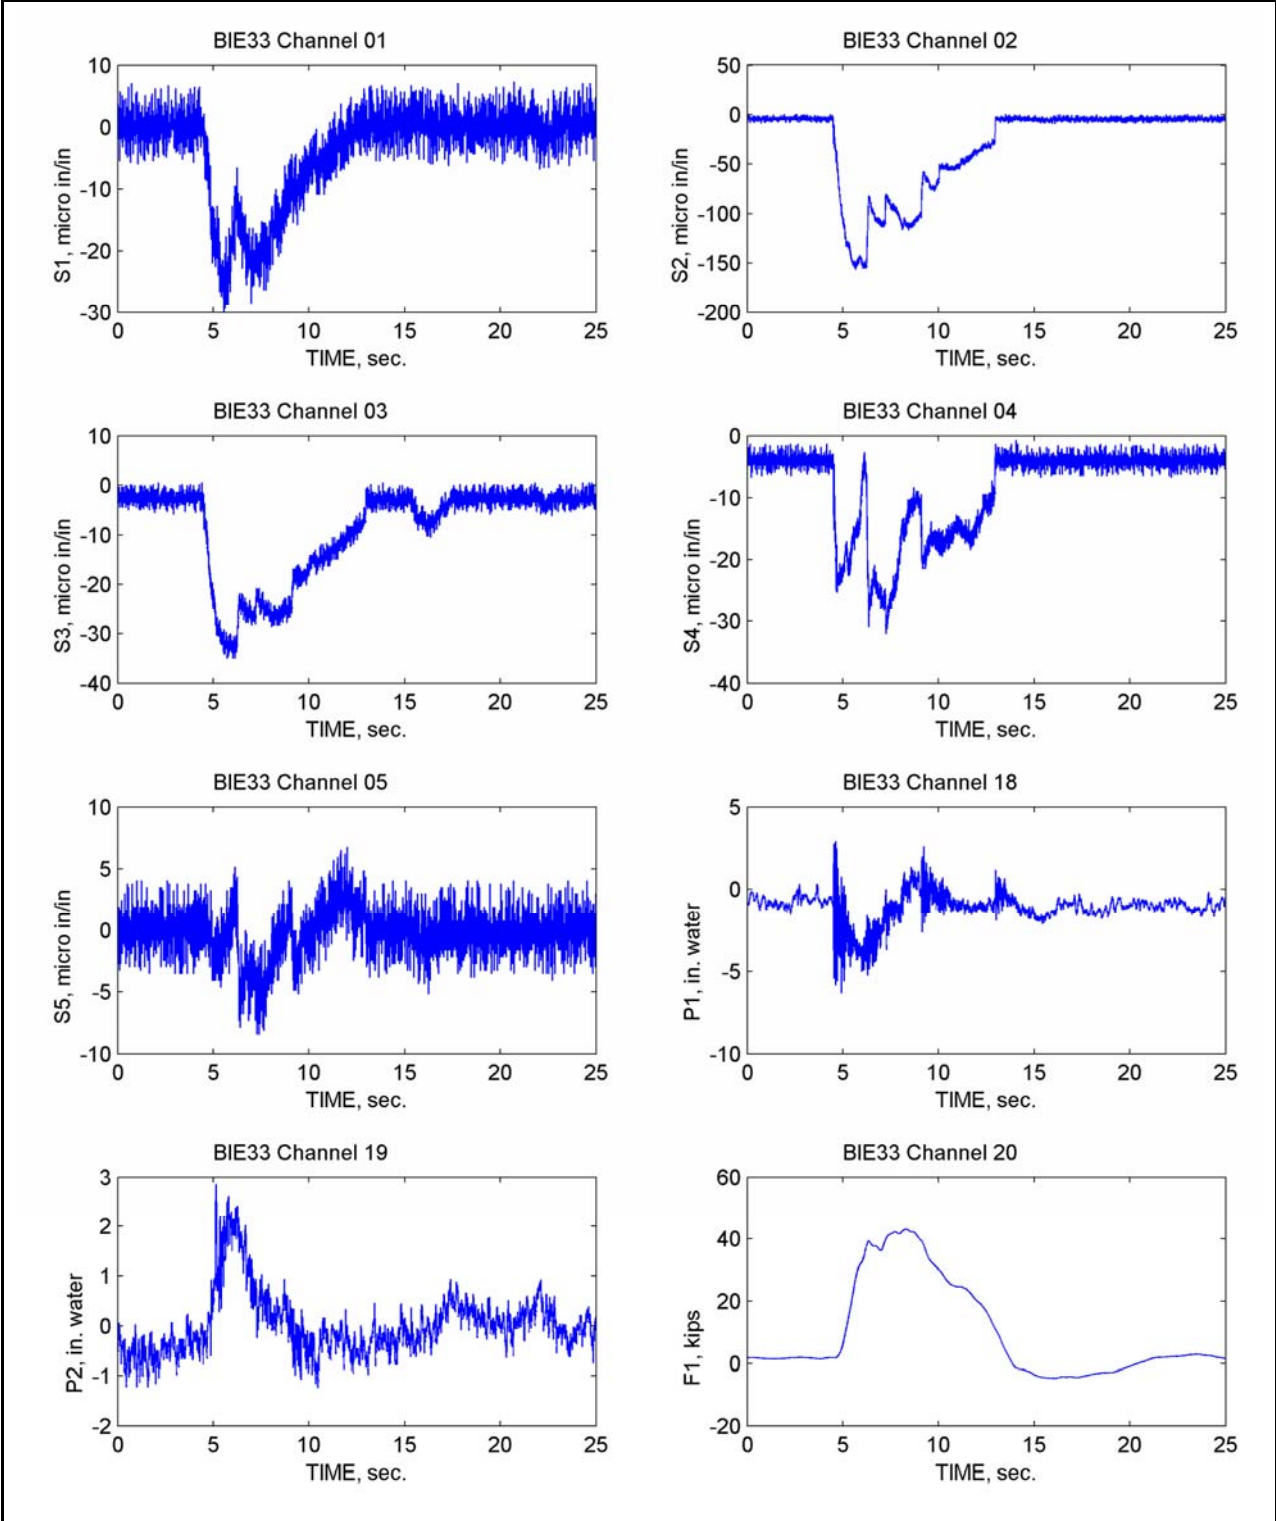 BIE33 Channel 01
BIE33 Channel 02
10
0
-10
-20
-30
S1, micro in/in
0 5 10 15 20 25
TIME, sec.
50
0
-50
-100
-150
-200
S2, micro in/in
0 5 10 15 20 25
TIME, sec.
BIE33 Channel 03
BIE33 Channel 04
10
0
-10
-20
-30
-40
S3, micro in/in
0 5 10 15 20 25
TIME, sec.
0
-10
-20
-30
-40
S4, micro in/in
0 5 10 15 20 25
TIME, sec.
BIE33 Channel 05
BIE33 Channel 18
10
5
0
-5
-10
S5, micro in/in
0 5 10 15 20 25
TIME, sec.
5
0
-5
-10
P1, in. water
0 5 10 15 20 25
TIME, sec.
BIE33 Channel 19
BIE33 Channel 20
3
2
1
0
-1
-2
P2, in. water
0 5 10 15 20 25
TIME, sec.
60
40
20
0
-20
F1, kips
0 5 10 15 20 25
TIME, sec.